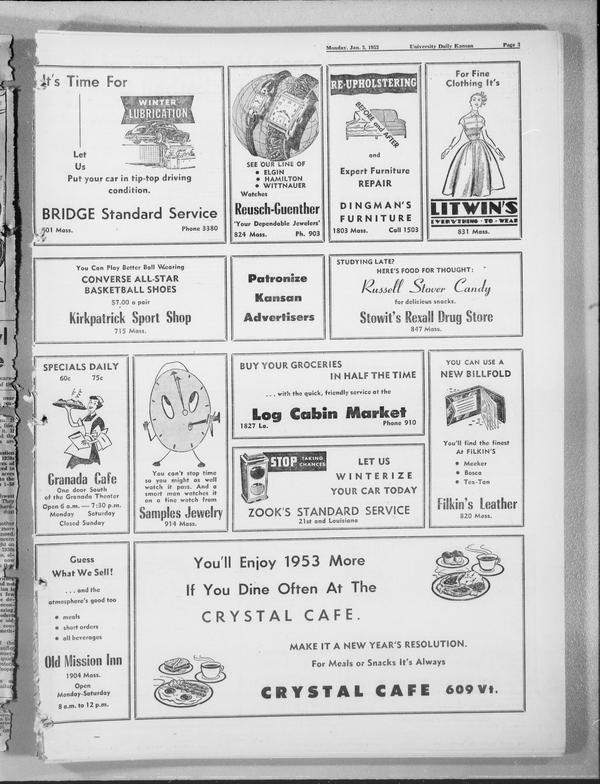 Monday, Jan. 5, 1953 University Daily Kansan Page 3
It's Time For
WINTER
LUBRICATION
Let
Us
Put your car in tip-top driving
condition.
BRIDGE Standard Service
601 Mass. Phone 3380
SEE OUR LINE OF
• ELGIN
• HAMILTON
• WITTNAUER
Watches
Reusch-Guenther
'Your Dependable Jewelers'
824 Mass. Ph. 903
RE-UPHOLSTERING
BEFORE and AFTER
and
Expert Furniture
REPAIR
DINGMAN'S
FURNITURE
1803 Mass. Call 1503
For Fine
Clothing It's
LITWIN'S
EVERYTHING-TO-WEAR
831 Mass.
You Can Play Better Ball Wearing
CONVERSE ALL-STAR
BASKETBALL SHOES
$7.00 a pair
Kirkpatrick Sport Shop
715 Mass.
Patronize
Kansan
Advertisers
STUDYING LATE?
HERE'S FOOD FOR THOUGHT:
Russell Stover Candy
for delicious snacks.
Stowit's Rexall Drug Store
847 Mass.
SPECIALS DAILY
60c 75c
Granada Cafe
One door South
of the Granada Theater
Open 6 a.m. — 7:30 p.m.
Monday Saturday
Closed Sunday
You can't stop time
so you might as well
watch it pass. And a
smart man watches it
on a fine watch from
Samples Jewelry
914 Mass.
BUY YOUR GROCERIES
IN HALF THE TIME
. . . with the quick, friendly service at the
Log Cabin Market
1827 La. Phone 910
STOP TAKING
CHANCES
LET US
WINTERIZE
YOUR CAR TODAY
ZOOK'S STANDARD SERVICE
21st and Louisiana
YOU CAN USE A
NEW BILLFOLD
You'll find the finest
At FILKIN'S
• Meeker
• Bosca
• Tex-Tan
Filkin's Leather
820 Mass.
Guess
What We Sell!
. . . and the
atmosphere's good too
• meals
• short orders
• all beverages
Old Mission Inn
1904 Mass.
Open
Monday-Saturday
8 a.m. to 12 p.m.
You'll Enjoy 1953 More
If You Dine Often At The
CRYSTAL CAFE.
MAKE IT A NEW YEAR'S RESOLUTION.
For Meals or Snacks It's Always
CRYSTAL CAFE 609 Vt.